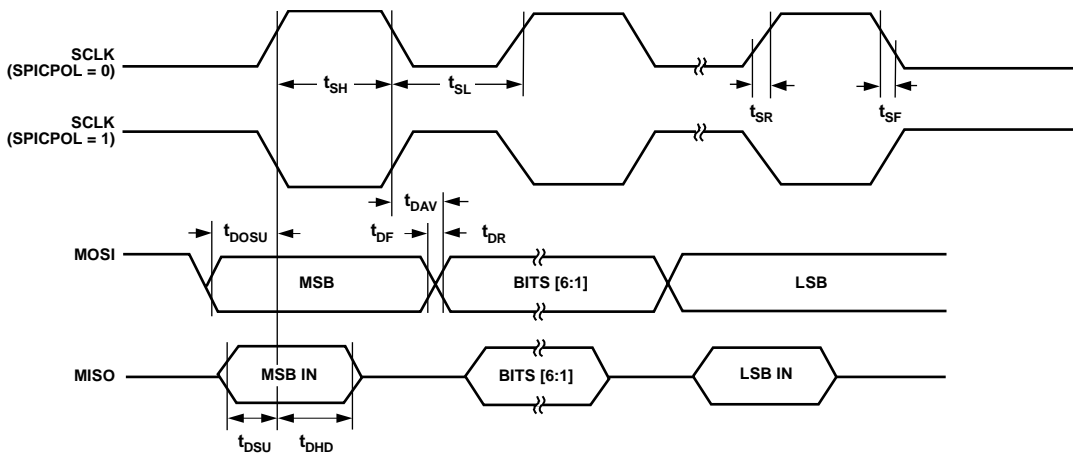 SCLK
(SPICPOL = 0)
tSH
tSL
tSR
tSF
SCLK
(SPICPOL = 1)
tDAV
tDOSU
tDF
tDR
MOSI
MSB
BITS [6:1]
LSB
MISO
MSB IN
BITS [6:1]
LSB IN
tDSU
tDHD